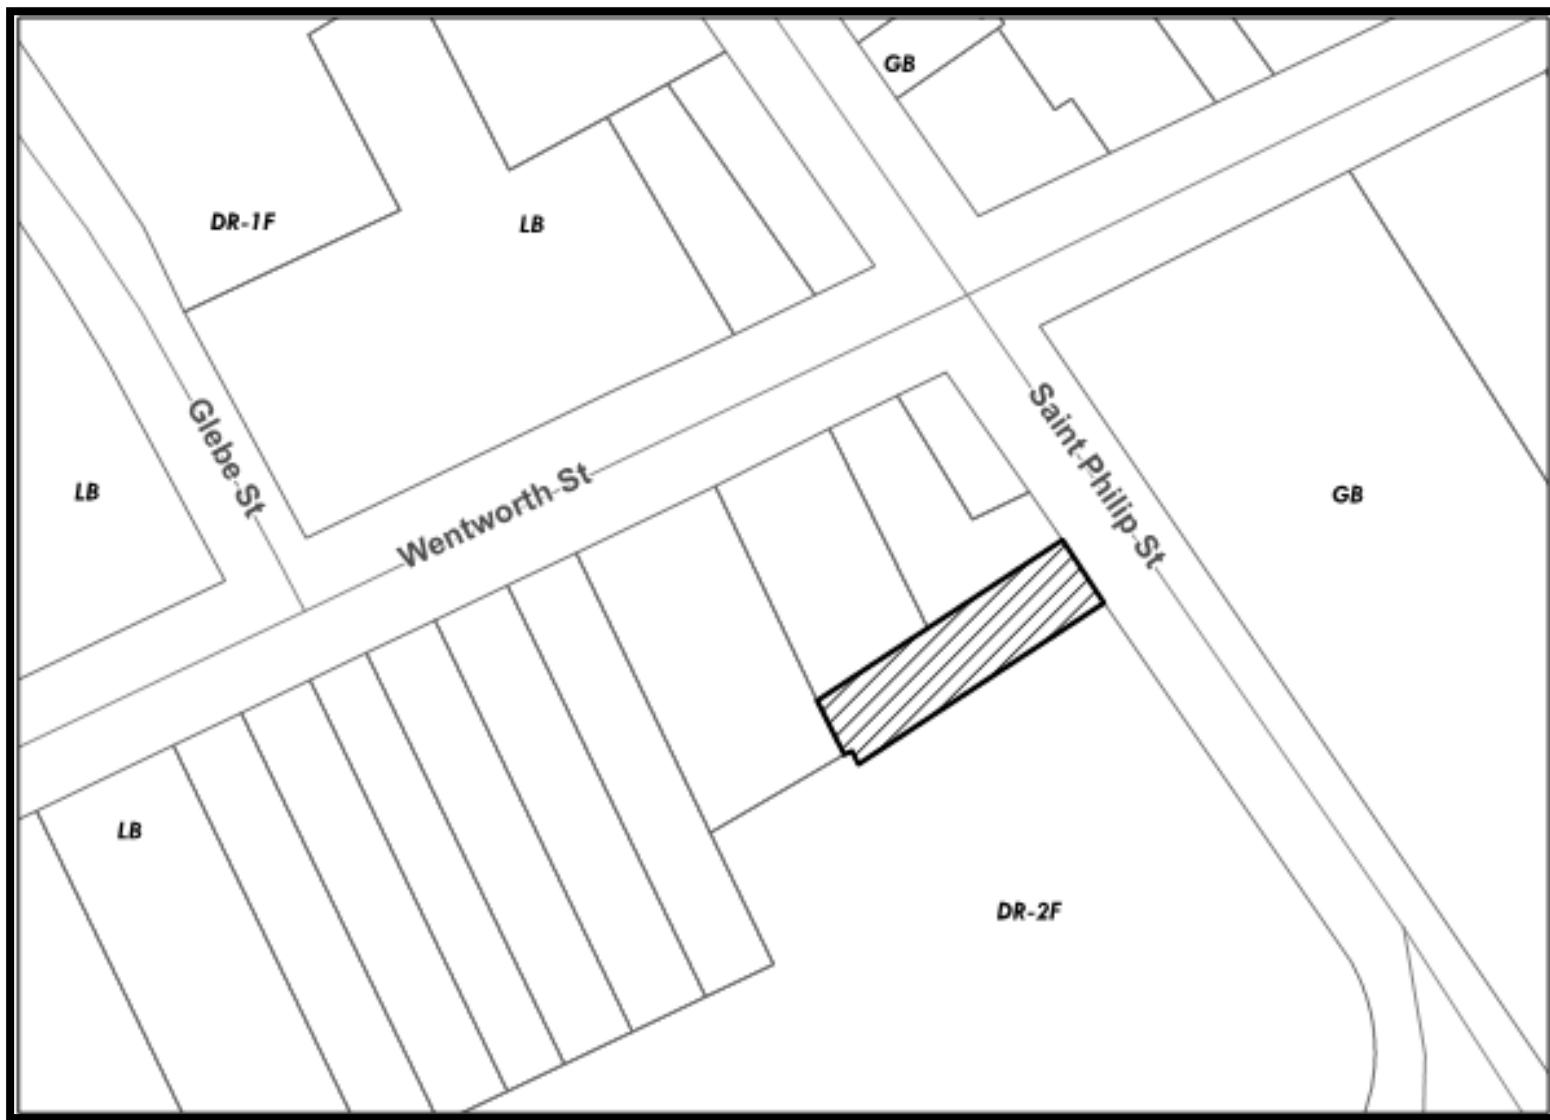 GB
DR-1F
LB
Glebe St
Wentworth St
Saint Philip St
LB
GB
LB
DR-2F